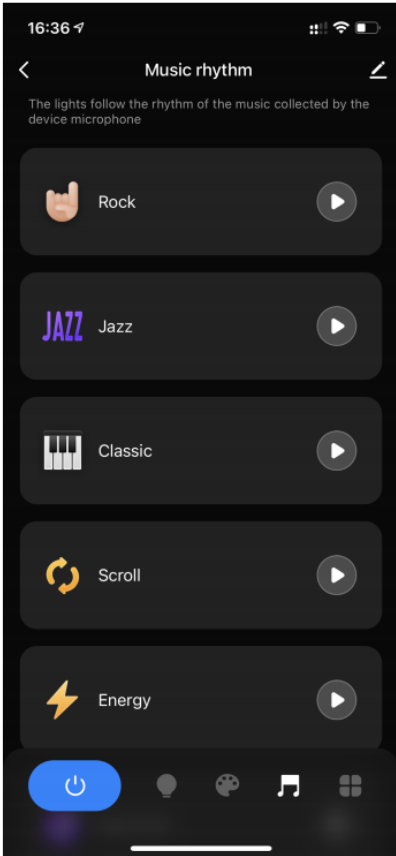 16:36
Music rhythm
The lights follow the rhythm of the music collected by the
device microphone
Rock
JAZZ Jazz
Classic
Scroll
Energy